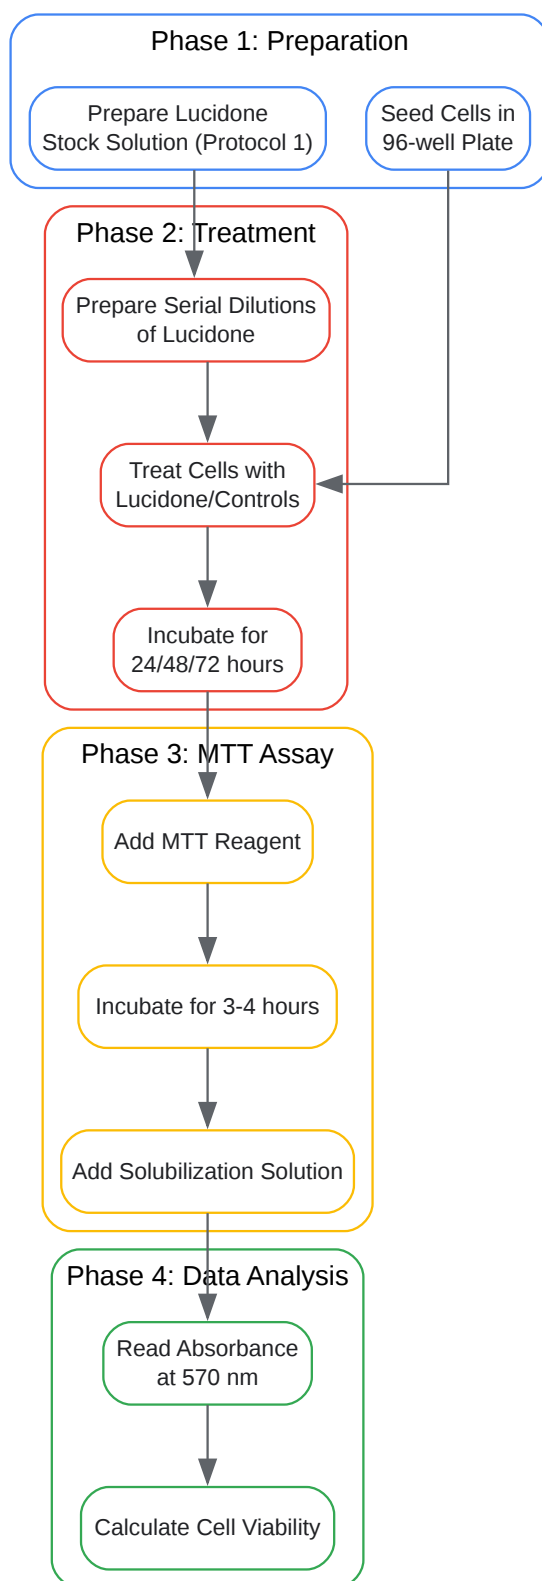 Phase 1: Preparation
Prepare Lucidone
Stock Solution (Protocol 1)
Seed Cells in
96-well Plate
Phase 2: Treatment
Prepare Serial Dilutions
of Lucidone
Treat Cells with
Lucidone/Controls
Incubate for
24/48/72 hours
Phase 3: MTT Assay
Add MTT Reagent
Incubate for 3-4 hours
Add Solubilization Solution
Phase 4: Data Analysis
Read Absorbance
at 570 nm
Calculate Cell Viability